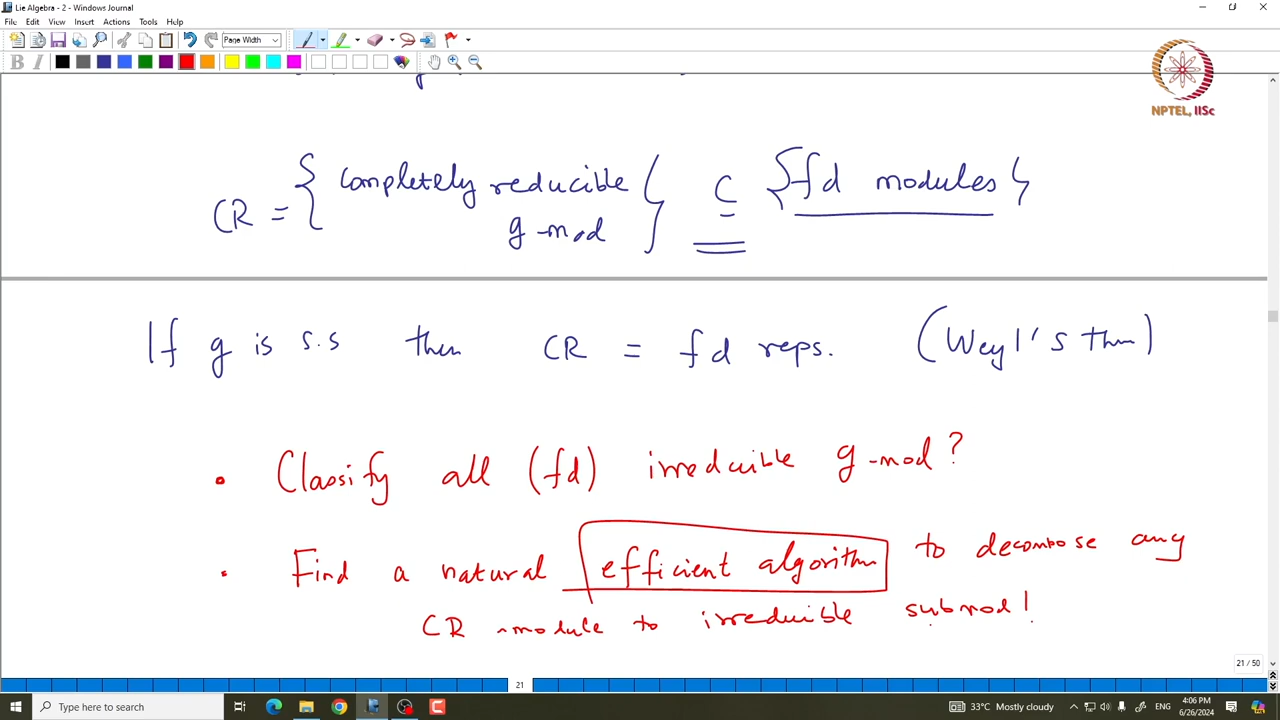 Lie Algebra - 2 - Windows Journal
File Edit View Insert Actions Tools Help
Page Width
B I
NPTEL, IISc
CR = { completely reducible g-mod } ⊆ { fd modules }
If g is s.s then CR = fd reps. (Weyl's thm)
• Classify all (fd) irreducible g-mod?
• Find a natural efficient algorithm to decompose any
CR -module to irreduible submod!
21 / 50
21
Type here to search
33°C Mostly cloudy
ENG
4:06 PM
6/26/2024